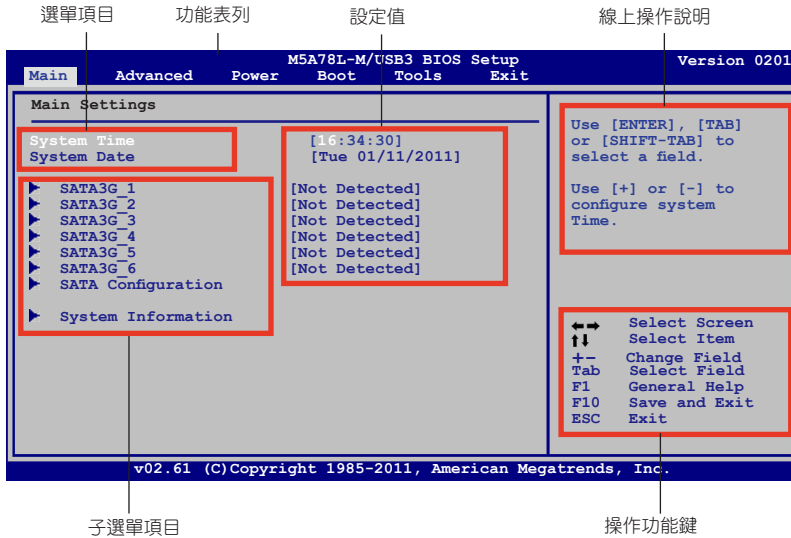 選單項目 功能表列 設定值 線上操作說明
M5A78L-M/USB3 BIOS Setup Version 0201
Main Advanced Power Boot Tools Exit
Main Settings
System Time [16:34:30]
System Date [Tue 01/11/2011]
SATA3G_1 [Not Detected]
SATA3G_2 [Not Detected]
SATA3G_3 [Not Detected]
SATA3G_4 [Not Detected]
SATA3G_5 [Not Detected]
SATA3G_6 [Not Detected]
SATA Configuration
System Information
Use [ENTER], [TAB]
or [SHIFT-TAB] to
select a field.
Use [+] or [-] to
configure system
Time.
←→ Select Screen
↑↓ Select Item
+- Change Field
Tab Select Field
F1 General Help
F10 Save and Exit
ESC Exit
v02.61 (C)Copyright 1985-2011, American Megatrends, Inc.
子選單項目 操作功能鍵